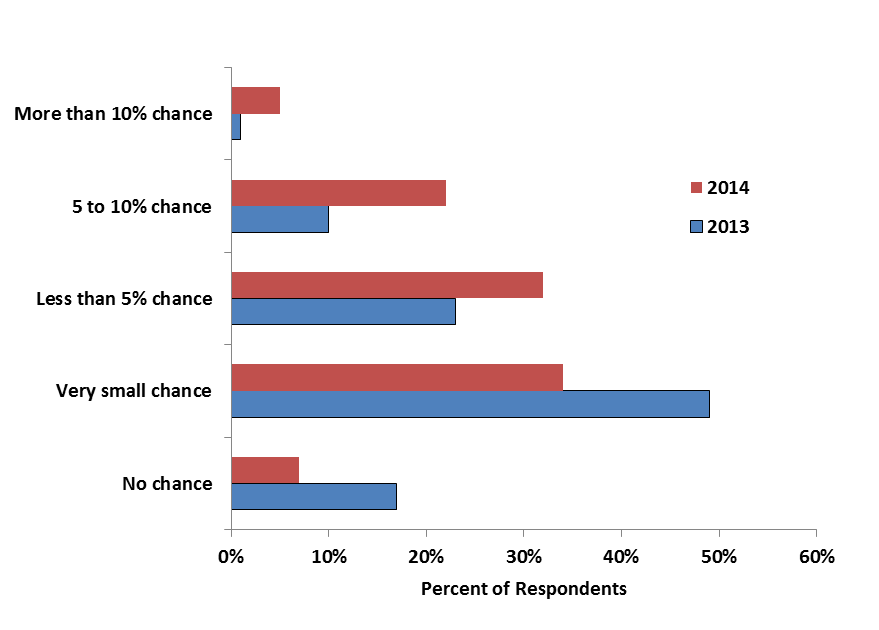 More than 10% chance
5 to 10% chance
2014
2013
Less than 5% chance
Very small chance
No chance
0% 10% 20% 30% 40% 50% 60%
Percent of Respondents